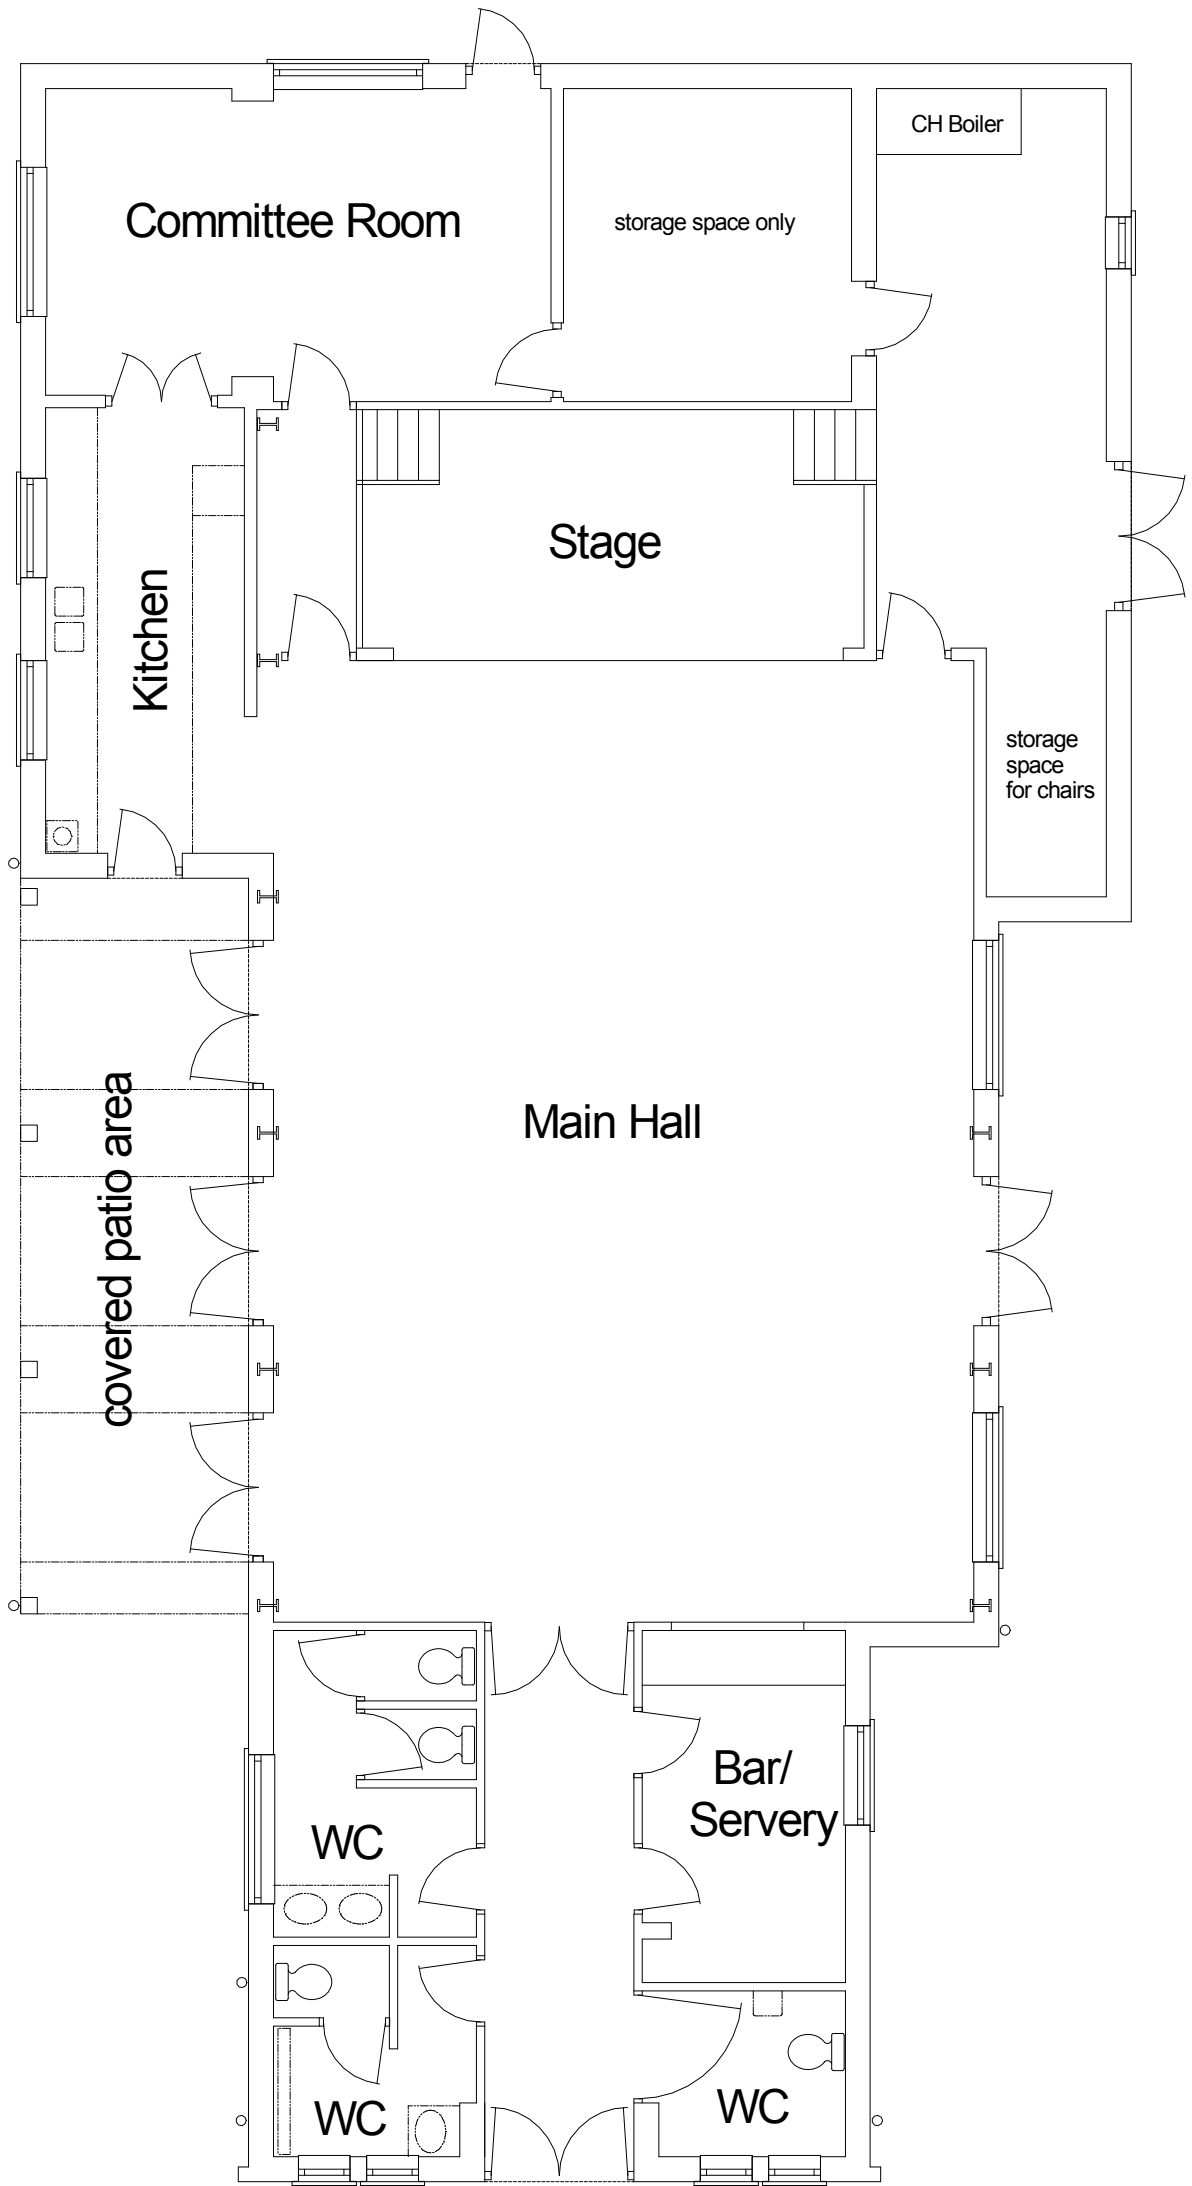 CH Boiler
Committee Room
storage space only
Stage
Kitchen
storage
space
for chairs
Main Hall
covered patio area
Bar/
Servery
WC
WC
WC